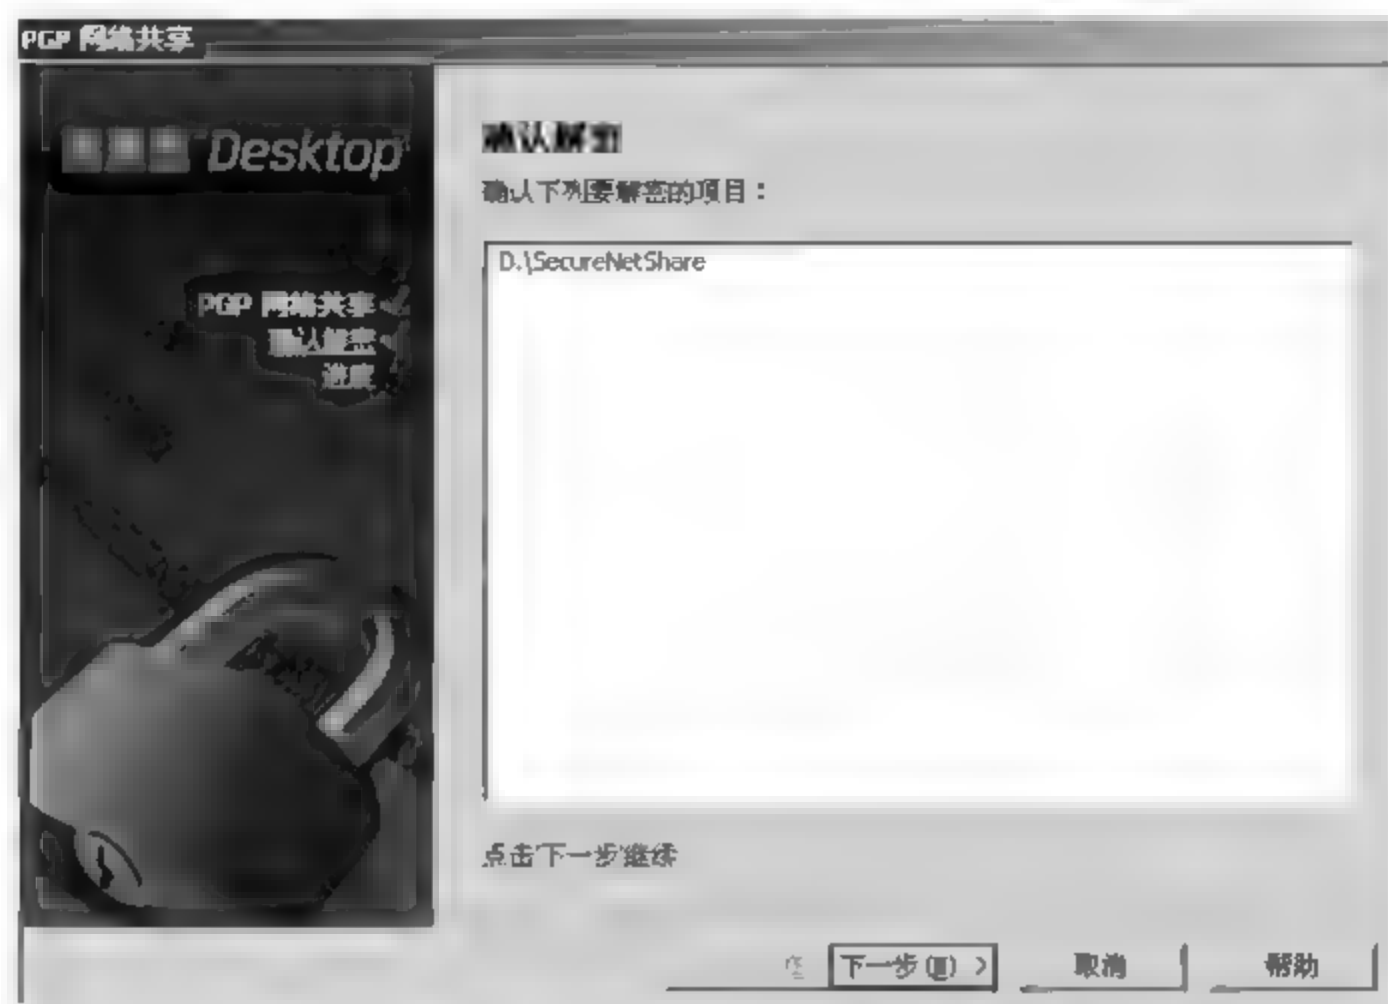 PGP 网络共享
Desktop
PGP 网络共享
确认解密
进度
确认解密
确认下列要解密的项目：
D:\SecureNetShare
点击下一步继续
下一步(N) >
取消
帮助